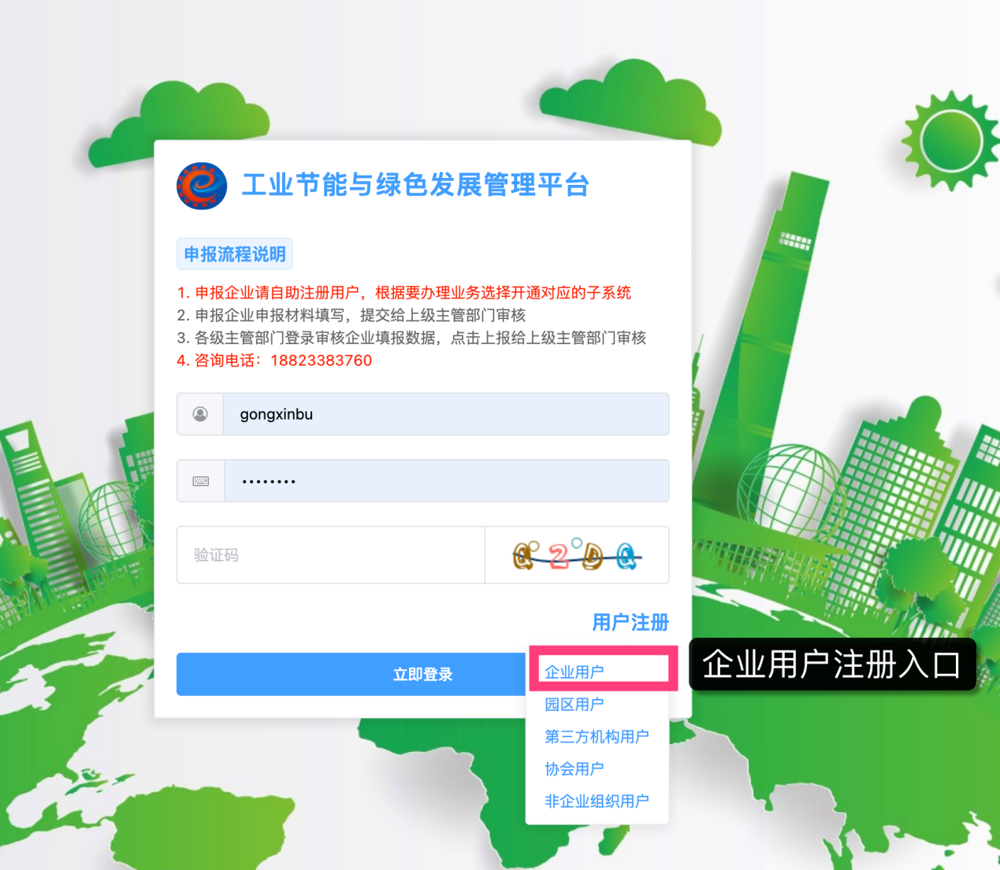 工业节能与绿色发展管理平台
申报流程说明
1. 申报企业请自助注册用户，根据要办理业务选择开通对应的子系统
2. 申报企业申报材料填写，提交给上级主管部门审核
3. 各级主管部门登录审核企业填报数据，点击上报给上级主管部门审核
4. 咨询电话：18823383760
gongxinbu
••••••••
验证码
Q2DQ
用户注册
立即登录
企业用户
企业用户注册入口
园区用户
第三方机构用户
协会用户
非企业组织用户